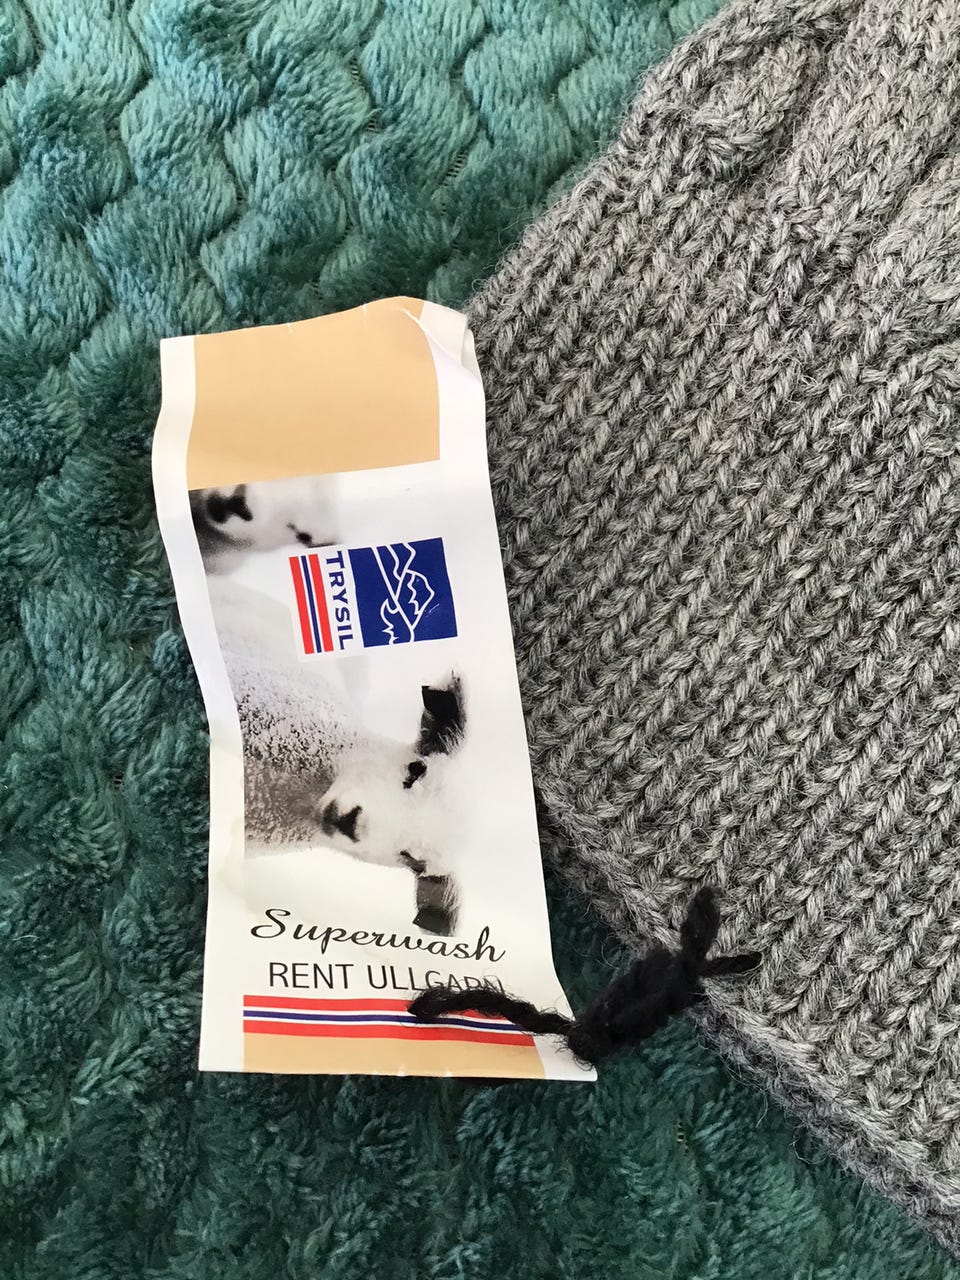 TRYSIL
Superwash
RENT ULLGARN